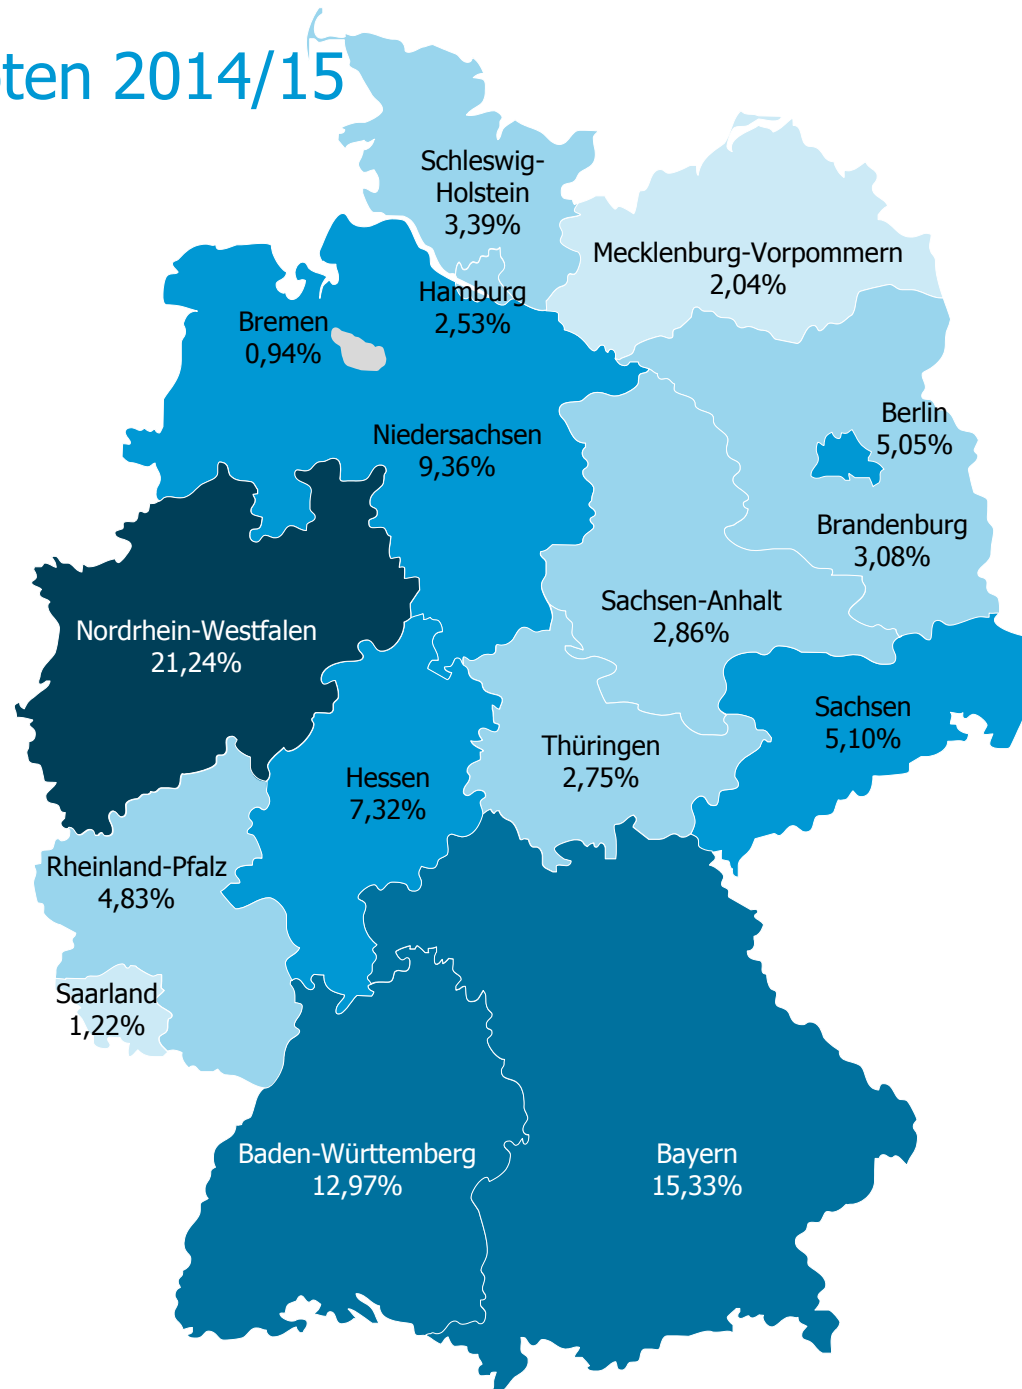 ten 2014/15
Schleswig-
Holstein
3,39%
Mecklenburg-Vorpommern
2,04%
Hamburg
2,53%
Bremen
0,94%
Berlin
5,05%
Niedersachsen
9,36%
Brandenburg
3,08%
Sachsen-Anhalt
2,86%
Nordrhein-Westfalen
21,24%
Sachsen
5,10%
Thüringen
2,75%
Hessen
7,32%
Rheinland-Pfalz
4,83%
Saarland
1,22%
Baden-Württemberg
12,97%
Bayern
15,33%